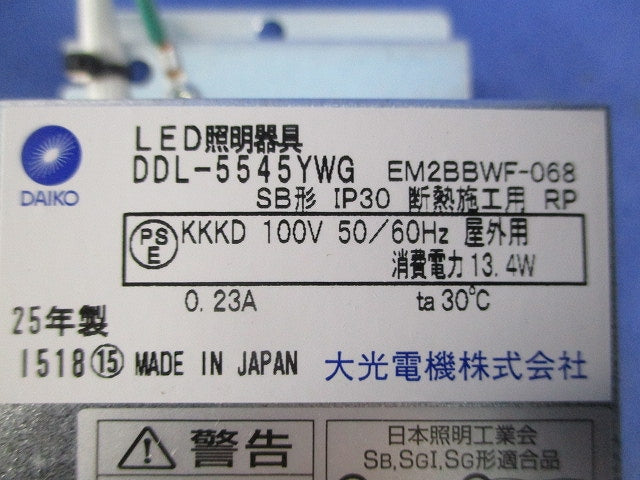 LED照明器具
DAIKO
DDL-5545YWG EM2BBWF-068
SB形 IP30 断熱施工用 RP
PSE KKKD 100V 50/60Hz 屋外用
消費電力 13.4W
0.23A ta 30℃
25年製
I518⑮ MADE IN JAPAN 大光電機株式会社
警告
日本照明工業会
SB,SGI,SG形適合品